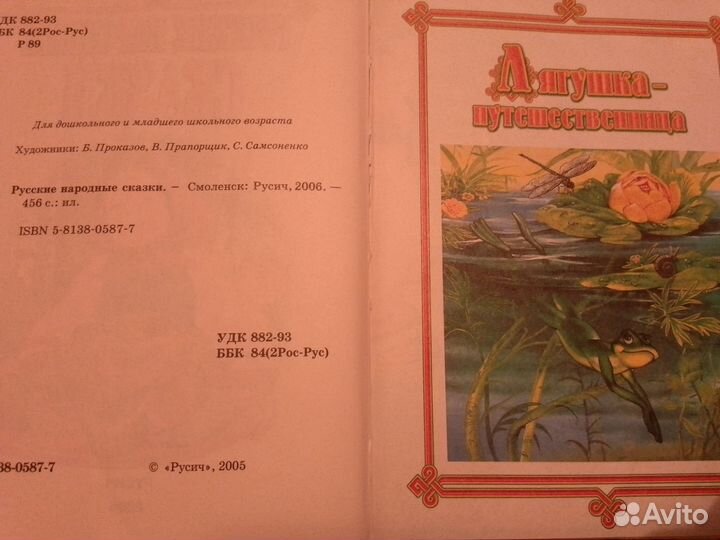 УДК 882-93
ББК 84(2Рос-Рус)
Р 89
Для дошкольного и младшего школьного возраста
Художники: Б. Проказов, В. Прапорщик, С. Самсоненко
Русские народные сказки. — Смоленск: Русич, 2006. —
456 с.: ил.
ISBN 5-8138-0587-7
УДК 882-93
ББК 84(2Рос-Рус)
38-0587-7
© «Русич», 2005
Лягушка-
путешественница
Avito